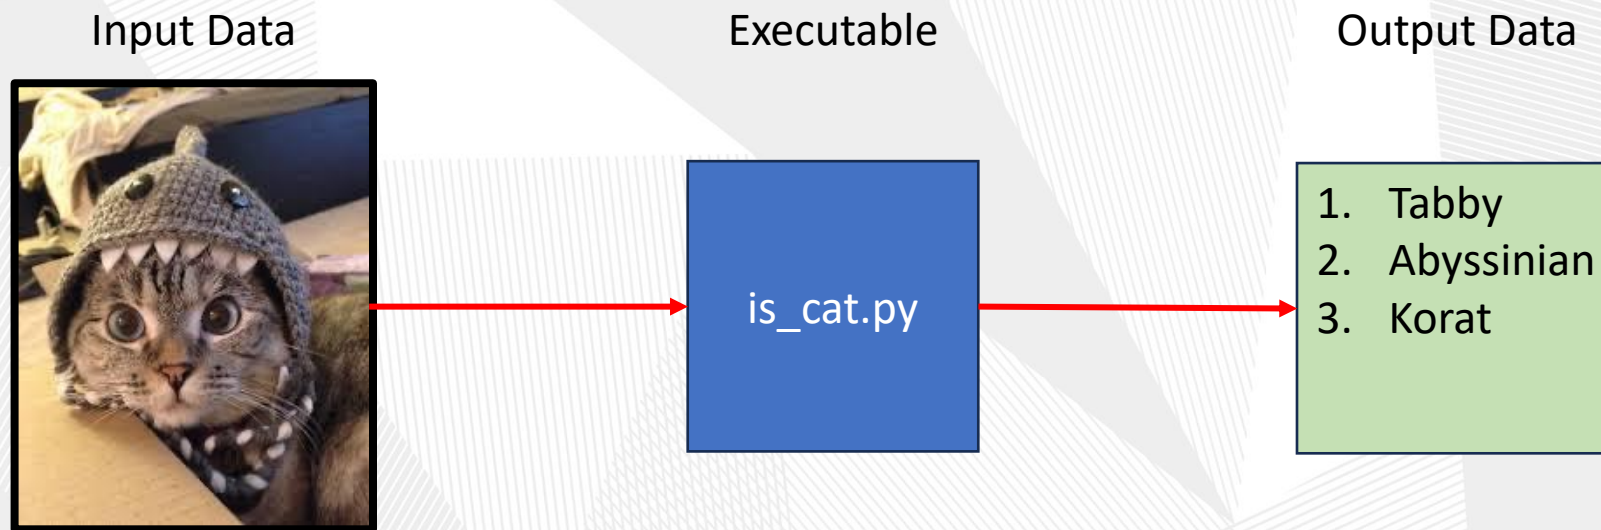 Input Data
Executable
Output Data
is_cat.py
1. Tabby
2. Abyssinian
3. Korat